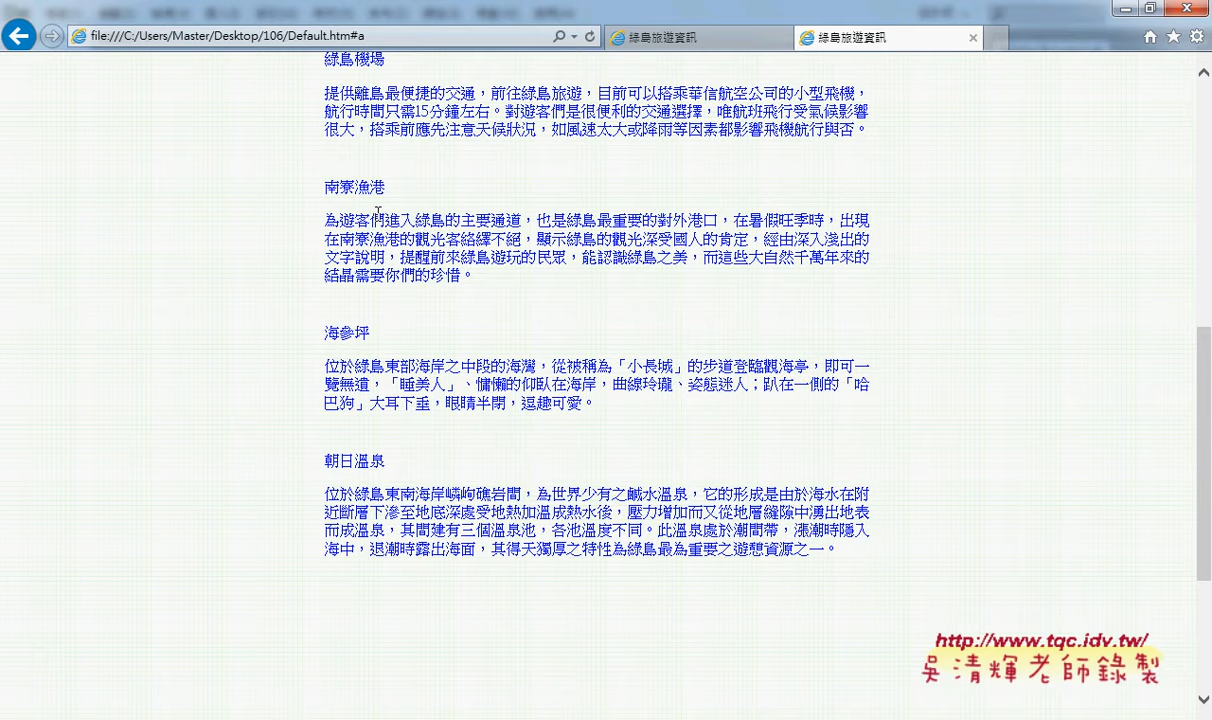 file:///C:/Users/Master/Desktop/106/Default.htm#a
綠島旅遊資訊
綠島旅遊資訊
綠島機場
提供離島最便捷的交通，前往綠島旅遊，目前可以搭乘華信航空公司的小型飛機，
航行時間只需15分鐘左右。對遊客們是很便利的交通選擇，唯航班飛行受氣候影響
很大，搭乘前應先注意天候狀況，如風速太大或降雨等因素都影響飛機航行與否。
南寮漁港
為遊客們進入綠島的主要通道，也是綠島最重要的對外港口，在暑假旺季時，出現
在南寮漁港的觀光客絡繹不絕，顯示綠島的觀光深受國人的肯定，經由深入淺出的
文字說明，提醒前來綠島遊玩的民眾，能認識綠島之美，而這些大自然千萬年來的
結晶需要你們的珍惜。
海參坪
位於綠島東部海岸之中段的海灣，從被稱為「小長城」的步道登臨觀海亭，即可一
覽無遺，「睡美人」、慵懶的仰臥在海岸，曲線玲瓏、姿態迷人；趴在一側的「哈
巴狗」大耳下垂，眼睛半閉，逗趣可愛。
朝日溫泉
位於綠島東南海岸嶙峋礁岩間，為世界少有之鹹水溫泉，它的形成是由於海水在附
近斷層下滲至地底深處受地熱加溫成熱水後，壓力增加而又從地層縫隙中湧出地表
而成溫泉，其間建有三個溫泉池，各池溫度不同。此溫泉處於潮間帶，漲潮時隱入
海中，退潮時露出海面，其得天獨厚之特性為綠島最為重要之遊憩資源之一。
http://www.tqc.idv.tw/
吳清輝老師錄製